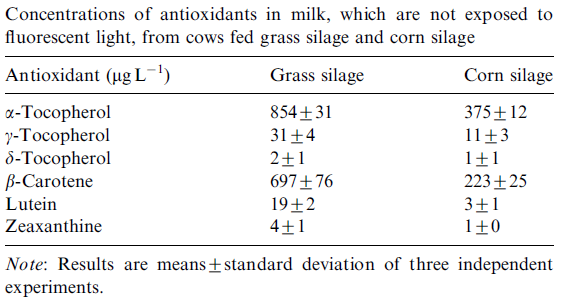 Concentrations of antioxidants in milk, which are not exposed to
fluorescent light, from cows fed grass silage and corn silage
Antioxidant (μg L⁻¹) Grass silage Corn silage
α-Tocopherol 854±31 375±12
γ-Tocopherol 31±4 11±3
δ-Tocopherol 2±1 1±1
β-Carotene 697±76 223±25
Lutein 19±2 3±1
Zeaxanthine 4±1 1±0
Note: Results are means±standard deviation of three independent
experiments.